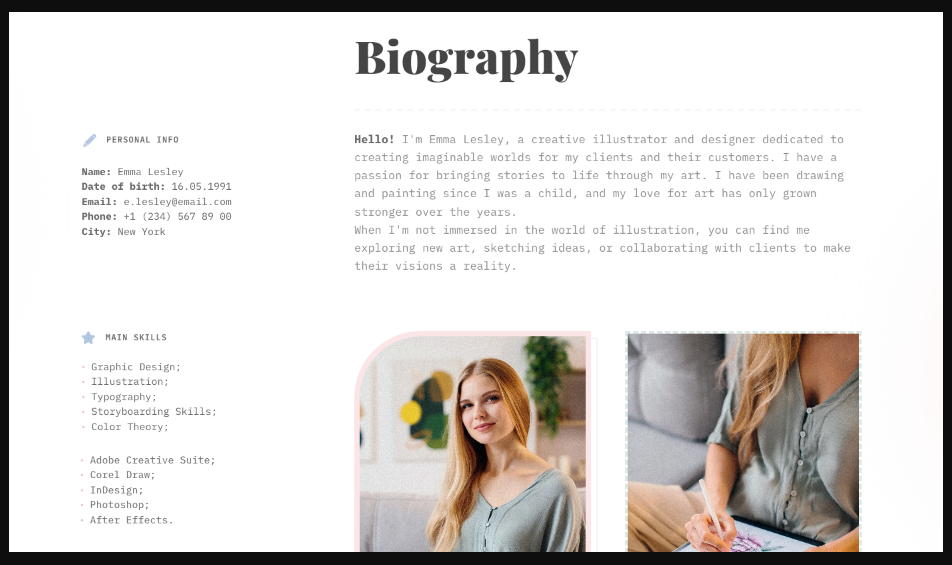 Biography
PERSONAL INFO
Name: Emma Lesley
Date of birth: 16.05.1991
Email: e.lesley@email.com
Phone: +1 (234) 567 89 00
City: New York
Hello! I'm Emma Lesley, a creative illustrator and designer dedicated to
creating imaginable worlds for my clients and their customers. I have a
passion for bringing stories to life through my art. I have been drawing
and painting since I was a child, and my love for art has only grown
stronger over the years.
When I'm not immersed in the world of illustration, you can find me
exploring new art, sketching ideas, or collaborating with clients to make
their visions a reality.
MAIN SKILLS
· Graphic Design;
· Illustration;
· Typography;
· Storyboarding Skills;
· Color Theory;
· Adobe Creative Suite;
· Corel Draw;
· InDesign;
· Photoshop;
· After Effects.